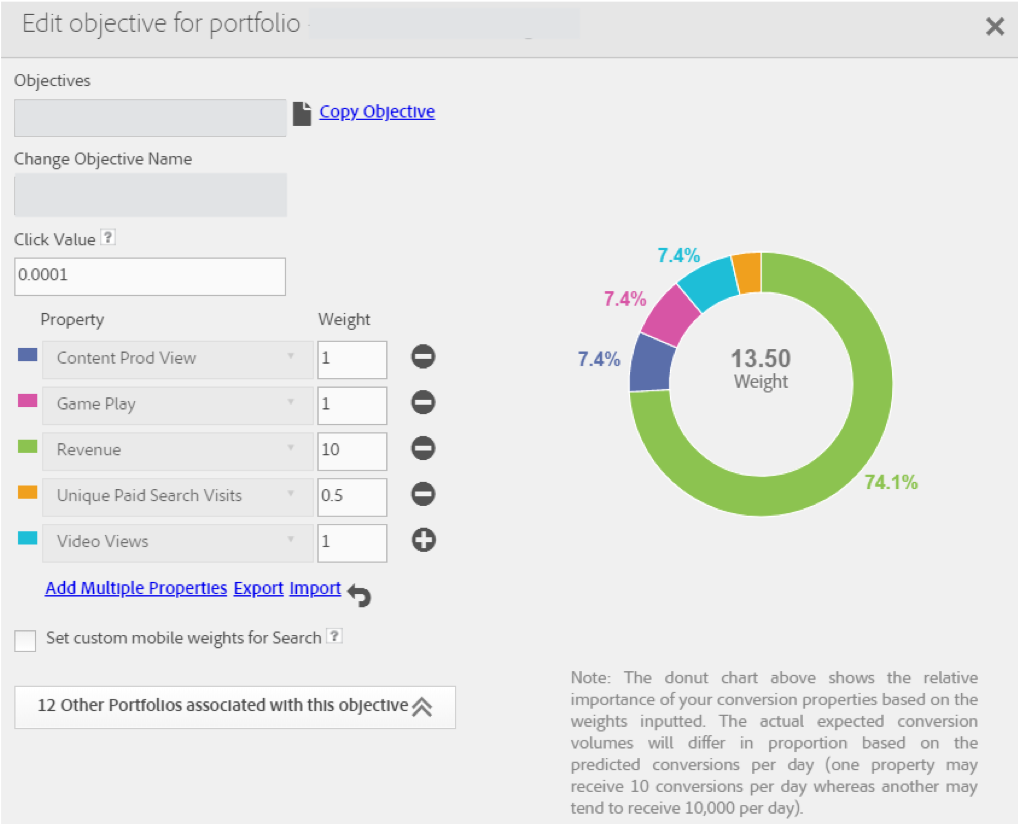 Edit objective for portfolio
Objectives
Copy Objective
Change Objective Name
Click Value ?
0.0001
Property Weight
Content Prod View 1
Game Play 1
Revenue 10
Unique Paid Search Visits 0.5
Video Views 1
Add Multiple Properties Export Import
Set custom mobile weights for Search ?
12 Other Portfolios associated with this objective
7.4%
7.4%
7.4%
13.50
Weight
74.1%
Note: The donut chart above shows the relative
importance of your conversion properties based on the
weights inputted. The actual expected conversion
volumes will differ in proportion based on the
predicted conversions per day (one property may
receive 10 conversions per day whereas another may
tend to receive 10,000 per day).